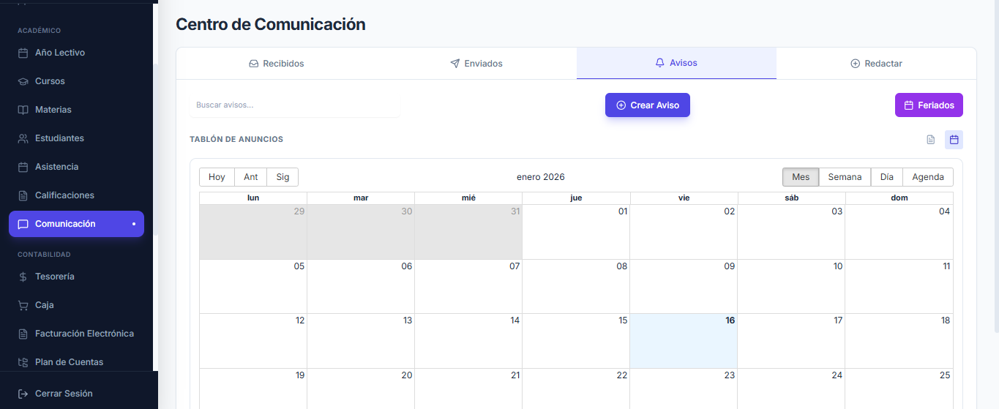 ACADÉMICO
Año Lectivo
Cursos
Materias
Estudiantes
Asistencia
Calificaciones
Comunicación
CONTABILIDAD
Tesorería
Caja
Facturación Electrónica
Plan de Cuentas
Cerrar Sesión
Centro de Comunicación
Recibidos Enviados Avisos Redactar
Buscar avisos... Crear Aviso Feriados
TABLÓN DE ANUNCIOS
Hoy Ant Sig enero 2026 Mes Semana Día Agenda
lun mar mié jue vie sáb dom
29 30 31 01 02 03 04
05 06 07 08 09 10 11
12 13 14 15 16 17 18
19 20 21 22 23 24 25